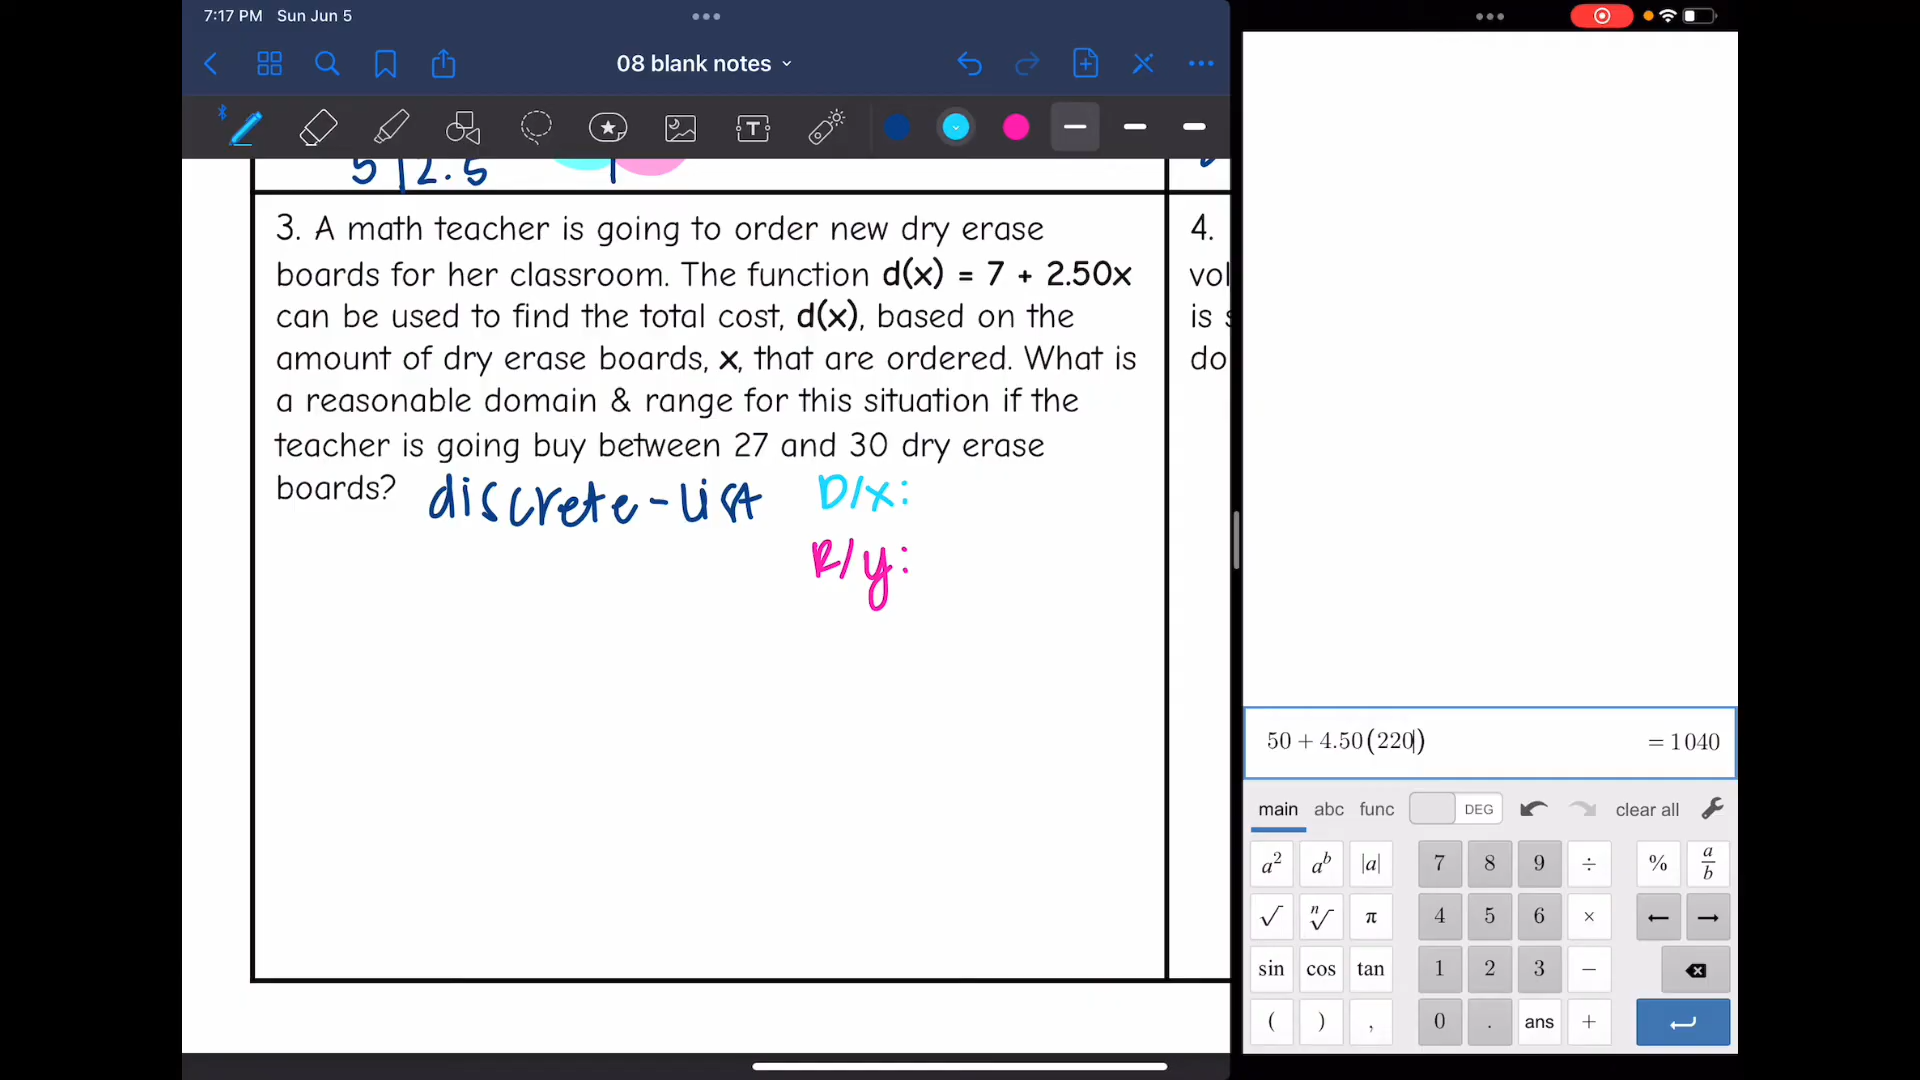 7:17 PM Sun Jun 5
08 blank notes
5 | 2.5
3. A math teacher is going to order new dry erase
boards for her classroom. The function d(x) = 7 + 2.50x
can be used to find the total cost, d(x), based on the
amount of dry erase boards, x, that are ordered. What is
a reasonable domain & range for this situation if the
teacher is going buy between 27 and 30 dry erase
boards? discrete - list D/x:
R/y:
4.
vol
is
do
50 + 4.50(220) = 1040
main abc func DEG clear all
a² aᵇ |a| 7 8 9 ÷ % a/b
√ ⁿ√ π 4 5 6 × ← →
sin cos tan 1 2 3 −
( ) , 0 . ans +